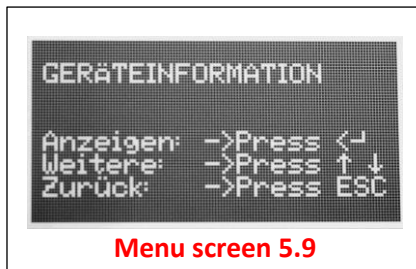 GERÄTEINFORMATION
Anzeigen: ->Press <┘
Weitere: ->Press ↑ ↓
Zurück: ->Press ESC
Menu screen 5.9